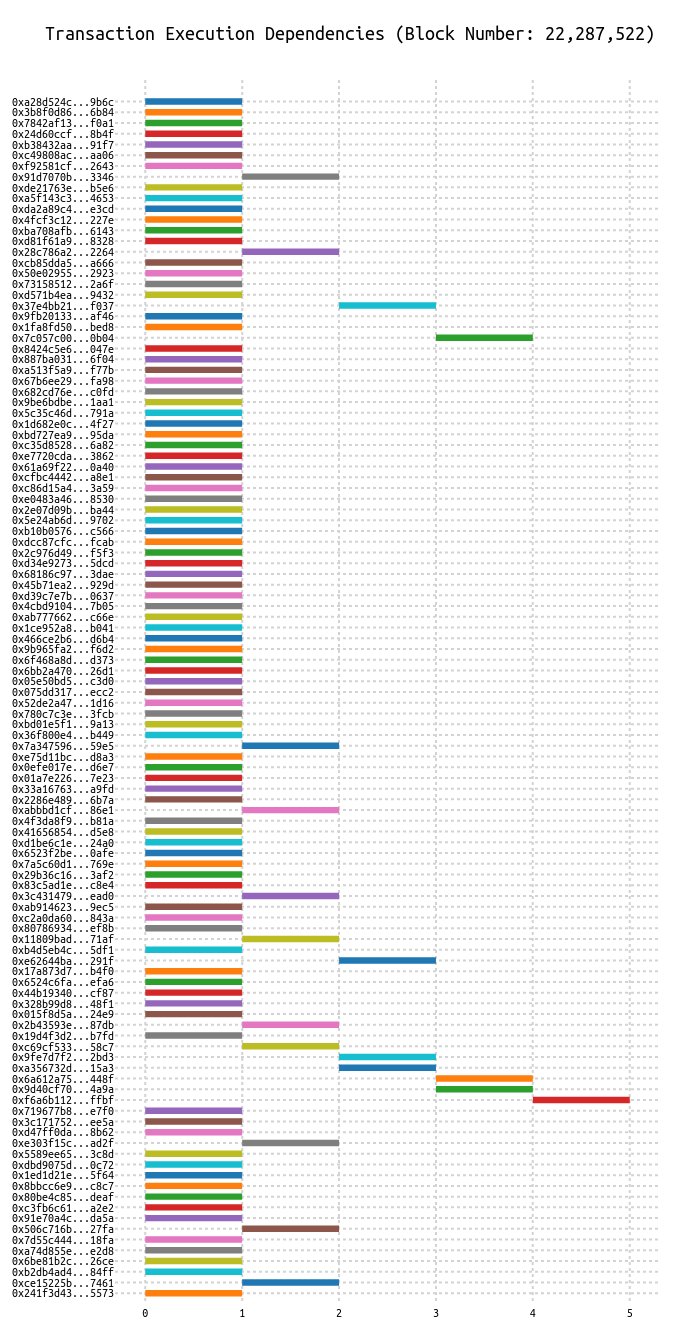 Transaction Execution Dependencies (Block Number: 22,287,522)
0xa28d524c...9b6c
0x3b8f0d86...6b84
0x7842af13...f0a1
0x24d60ccf...8b4f
0xb38432aa...91f7
0xc49808ac...aa06
0xf92581cf...2643
0x91d7070b...3346
0xde21763e...b5e6
0xa5f143c3...4653
0xda2a89c4...e3cd
0x4fcf3c12...227e
0xba708afb...6143
0xd81f61a9...8328
0x28c786a2...2264
0xcb85dda5...a666
0x50e02955...2923
0x73158512...2a6f
0xd571b4ea...9432
0x37e4bb21...f037
0x9fb20133...af46
0x1fa8fd50...bed8
0x7c057c00...0b04
0x8424c5e6...047e
0x887ba031...6f04
0xa513f5a9...f77b
0x67b6ee29...fa98
0x682cd76e...c0fd
0x9be6bdbe...1aa1
0x5c35c46d...791a
0x1d682e0c...4f27
0xbd727ea9...95da
0xc35d8528...6a82
0xe7720cda...3862
0x61a69f22...0a40
0xcfbc4442...a8e1
0xc86d15a4...3a59
0xe0483a46...8530
0x2e07d09b...ba44
0x5e24ab6d...9702
0xb10b0576...c566
0xdcc87cfc...fcab
0x2c976d49...f5f3
0xd34e9273...5dcd
0x68186c97...3dae
0x45b71ea2...929d
0xd39c7e7b...0637
0x4cbd9104...7b05
0xab777662...c66e
0x1ce952a8...b041
0x466ce2b6...d6b4
0x9b965fa2...f6d2
0x6f468a8d...d373
0x6bb2a470...26d1
0x05e50bd5...c3d0
0x075dd317...ecc2
0x52de2a47...1d16
0x780c7c3e...3fcb
0xbd01e5f1...9a13
0x36f800e4...b449
0x7a347596...59e5
0xe75d11bc...d8a3
0x0efe017e...d6e7
0x01a7e226...7e23
0x33a16763...a9fd
0x2286e489...6b7a
0xabbbd1cf...86e1
0x4f3da8f9...b81a
0x41656854...d5e8
0xd1be6c1e...24a0
0x6523f2be...0afe
0x7a5c60d1...769e
0x29b36c16...3af2
0x83c5ad1e...c8e4
0x3c431479...ead0
0xab914623...9ec5
0xc2a0da60...843a
0x80786934...ef8b
0x11809bad...71af
0xb4d5eb4c...5df1
0xe62644ba...291f
0x17a873d7...b4f0
0x6524c6fa...efa6
0x44b19340...cf87
0x328b99d8...48f1
0x015f8d5a...24e9
0x2b43593e...87db
0x19d4f3d2...b7fd
0xc69cf533...58c7
0x9fe7d7f2...2bd3
0xa356732d...15a3
0x6a612a75...448f
0x9d40cf70...4a9a
0xf6a6b112...ffbf
0x719677b8...e7f0
0x3c171752...ee5a
0xd47ff0da...8b62
0xe303f15c...ad2f
0x5589ee65...3c8d
0xdbd9075d...0c72
0x1ed1d21e...5f64
0x8bbcc6e9...c8c7
0x80be4c85...deaf
0xc3fb6c61...a2e2
0x91e70a4c...da5a
0x506c716b...27fa
0x7d55c444...18fa
0xa74d855e...e2d8
0x6be81b2c...26ce
0xb2db4ad4...84ff
0xce15225b...7461
0x241f3d43...5573
0 1 2 3 4 5